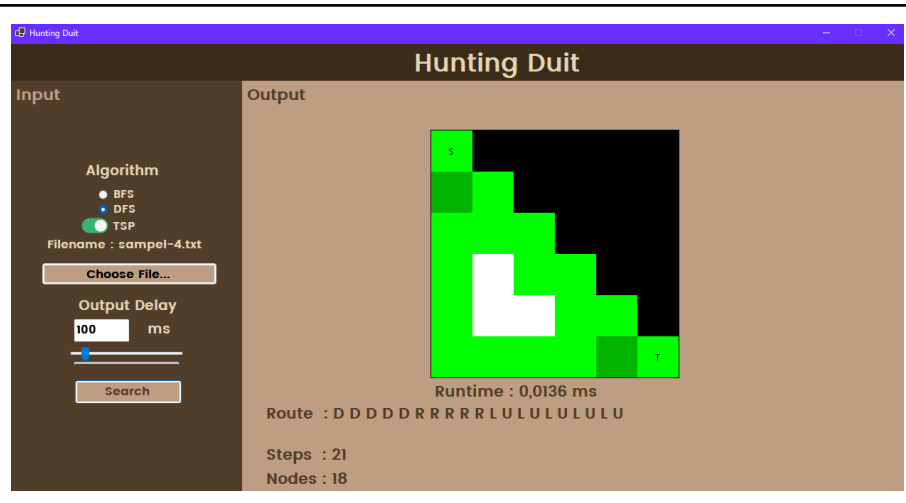 Hunting Duit
Hunting Duit
Input
Output
Algorithm
BFS
DFS
TSP
Filename : sampel-4.txt
Choose File...
Output Delay
100 ms
Search
S
T
Runtime : 0,0136 ms
Route : D D D D D R R R R R L U L U L U L U L U
Steps : 21
Nodes : 18